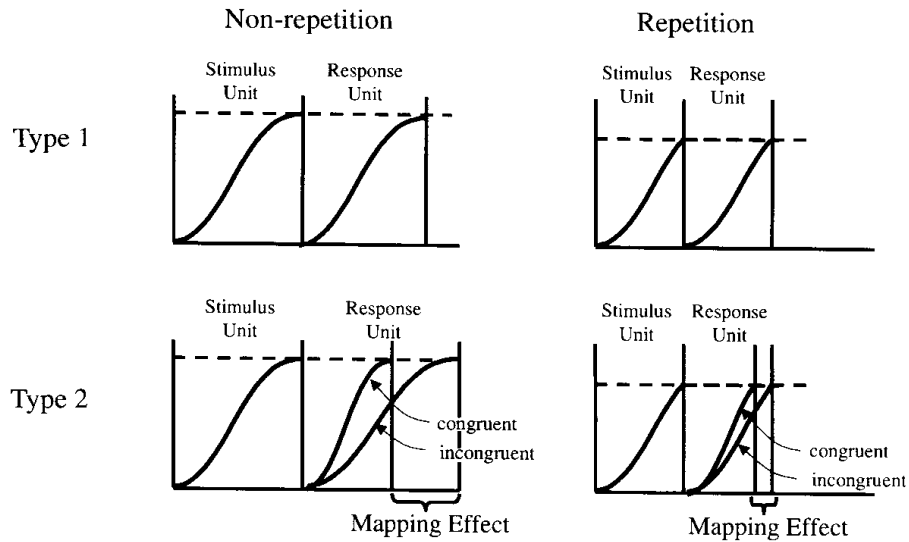 Non-repetition
Repetition
Stimulus Unit
Response Unit
Stimulus Unit
Response Unit
Type 1
Stimulus Unit
Response Unit
Stimulus Unit
Response Unit
Type 2
congruent
incongruent
congruent
incongruent
Mapping Effect
Mapping Effect